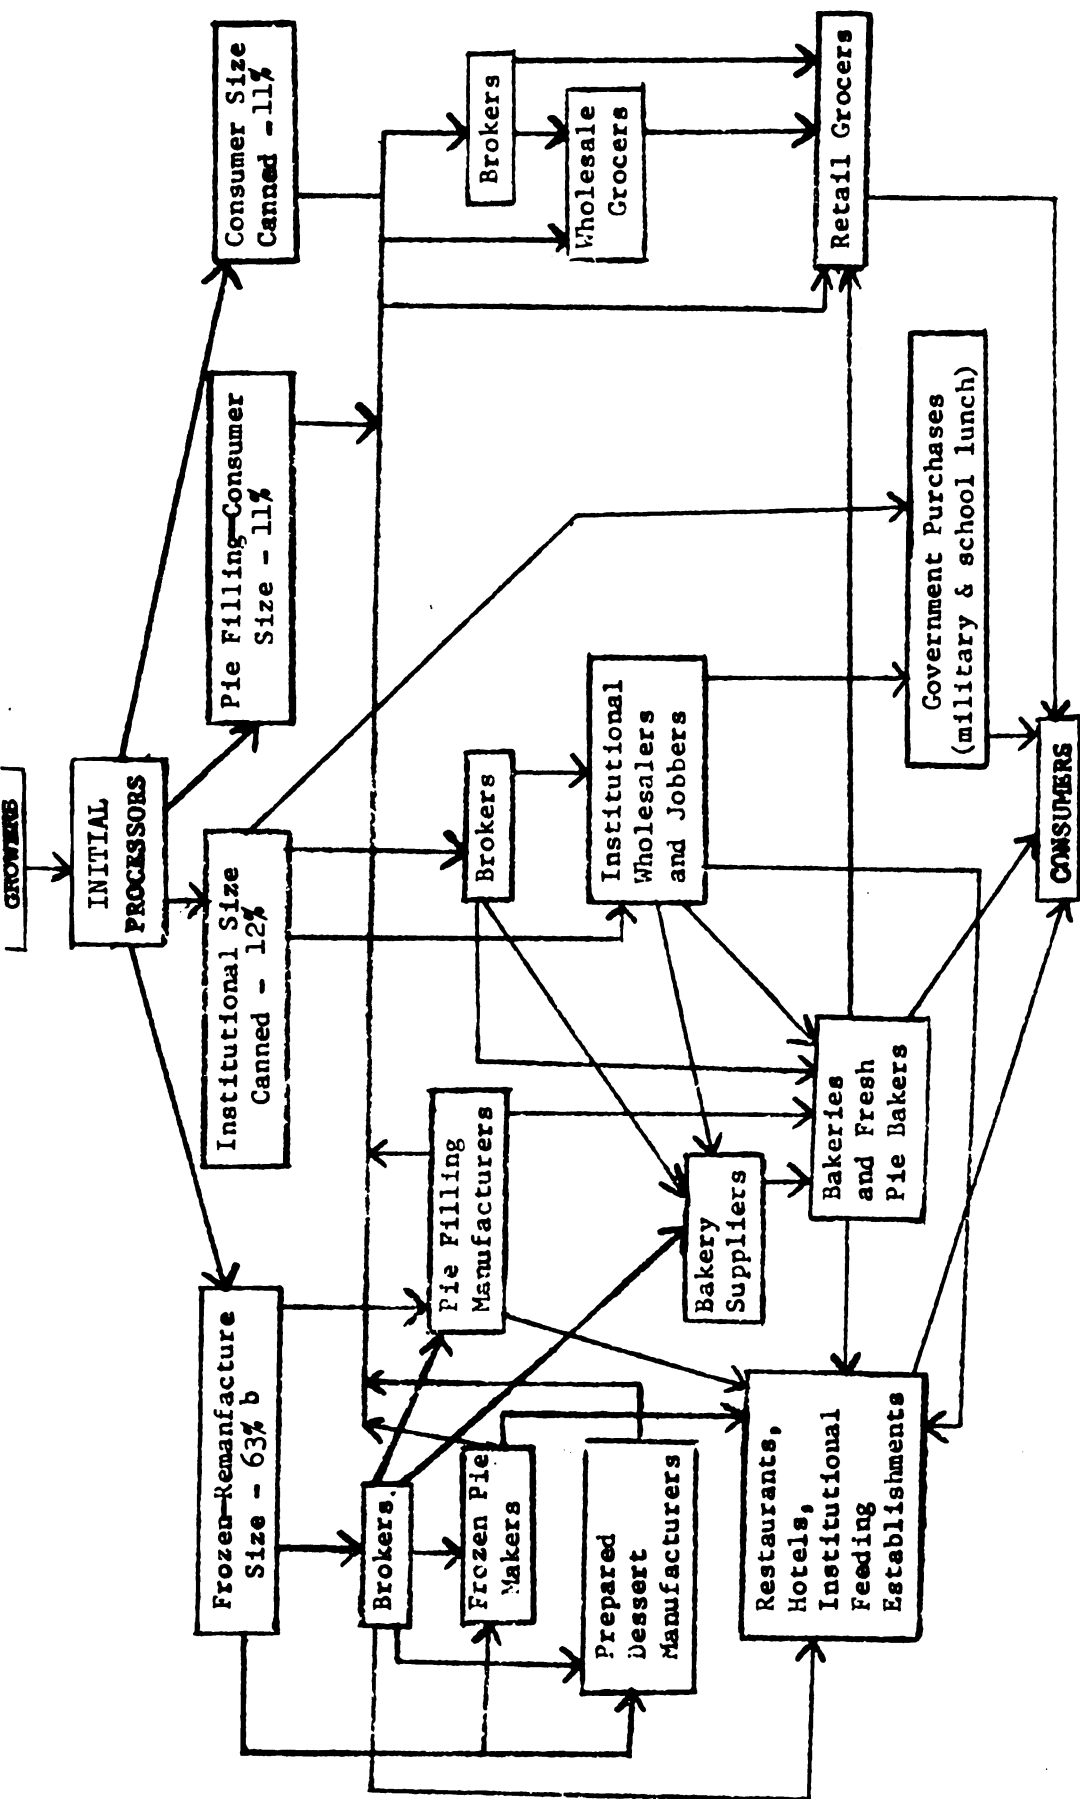 GROWERS
INITIAL
PROCESSORS
Frozen-Remanfacture
Size - 63% b
Institutional Size
Canned - 12%
Pie Filling-Consumer
Size - 11%
Consumer Size
Canned -11%
Brokers
Pie Filling
Manufacturers
Frozen Pie
Makers
Prepared
Dessert
Manufacturers
Brokers
Institutional
Wholesalers
and Jobbers
Brokers
Wholesale
Grocers
Bakery
Suppliers
Bakeries
and Fresh
Pie Bakers
Restaurants,
Hotels,
Institutional
Feeding
Establishments
Government Purchases
(military & school lunch)
Retail Grocers
CONSUMERS